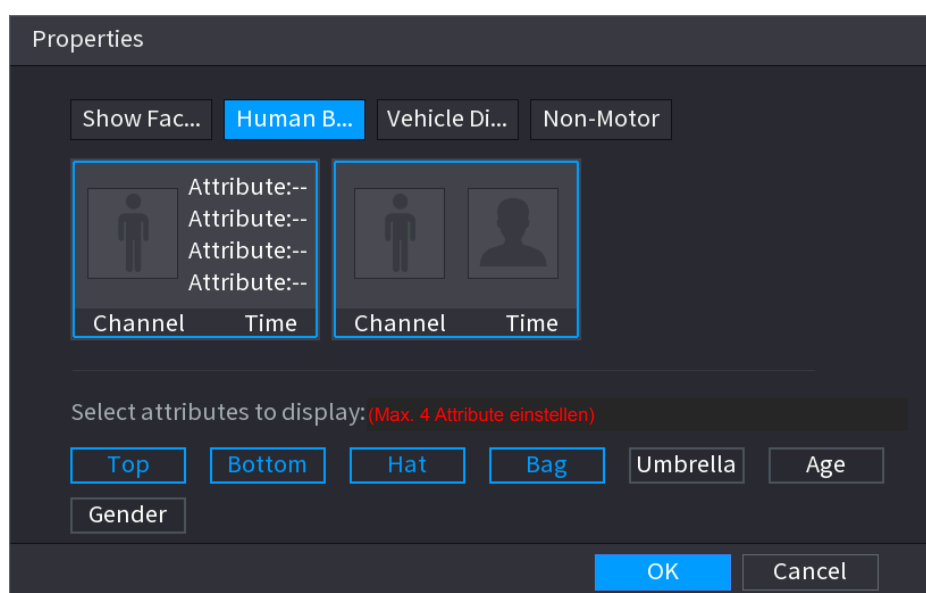 Properties
Show Fac... Human B... Vehicle Di... Non-Motor
Attribute:--
Attribute:--
Attribute:--
Attribute:--
Channel Time Channel Time
Select attributes to display:(Max. 4 Attribute einstellen)
Top Bottom Hat Bag Umbrella Age
Gender
OK Cancel